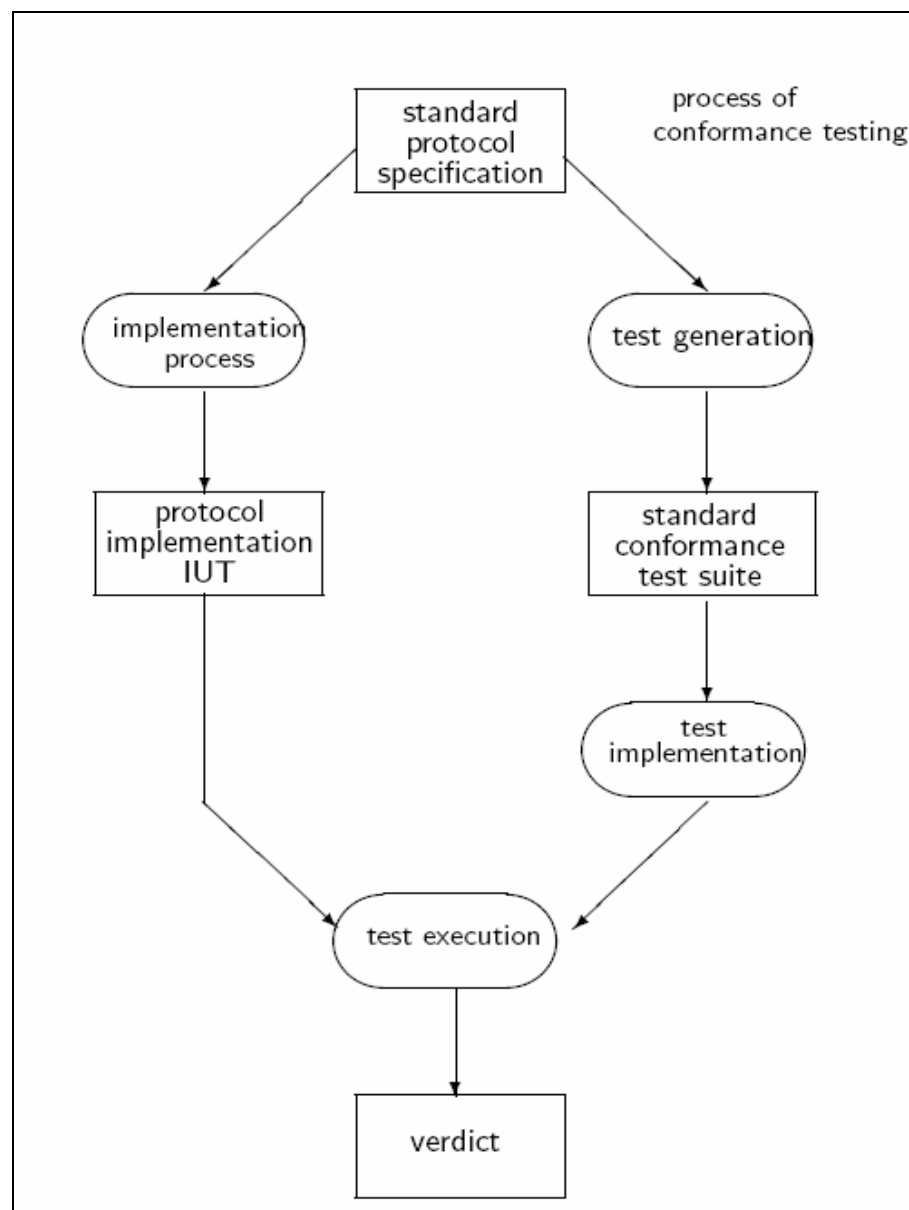 standard
protocol
specification
process of
conformance testing
implementation
process
test generation
protocol
implementation
IUT
standard
conformance
test suite
test
implementation
test execution
verdict